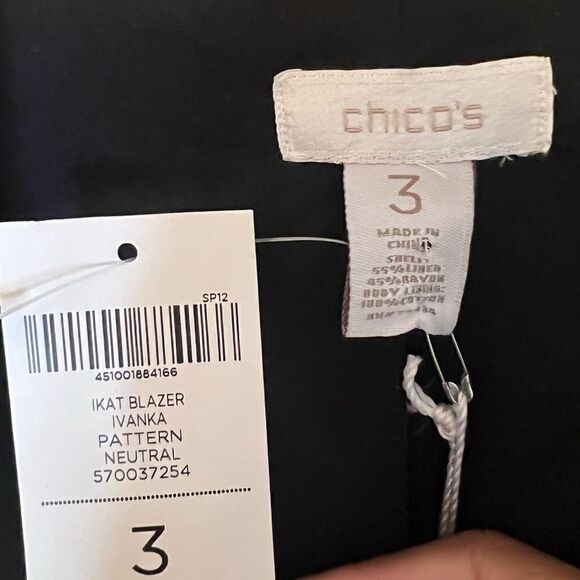 chico's
3
MADE IN
CHINA
SHELL:
55% LINEN
45% RAYON
BODY LINING:
100% COTTON
SP12
451001884166
IKAT BLAZER
IVANKA
PATTERN
NEUTRAL
570037254
3